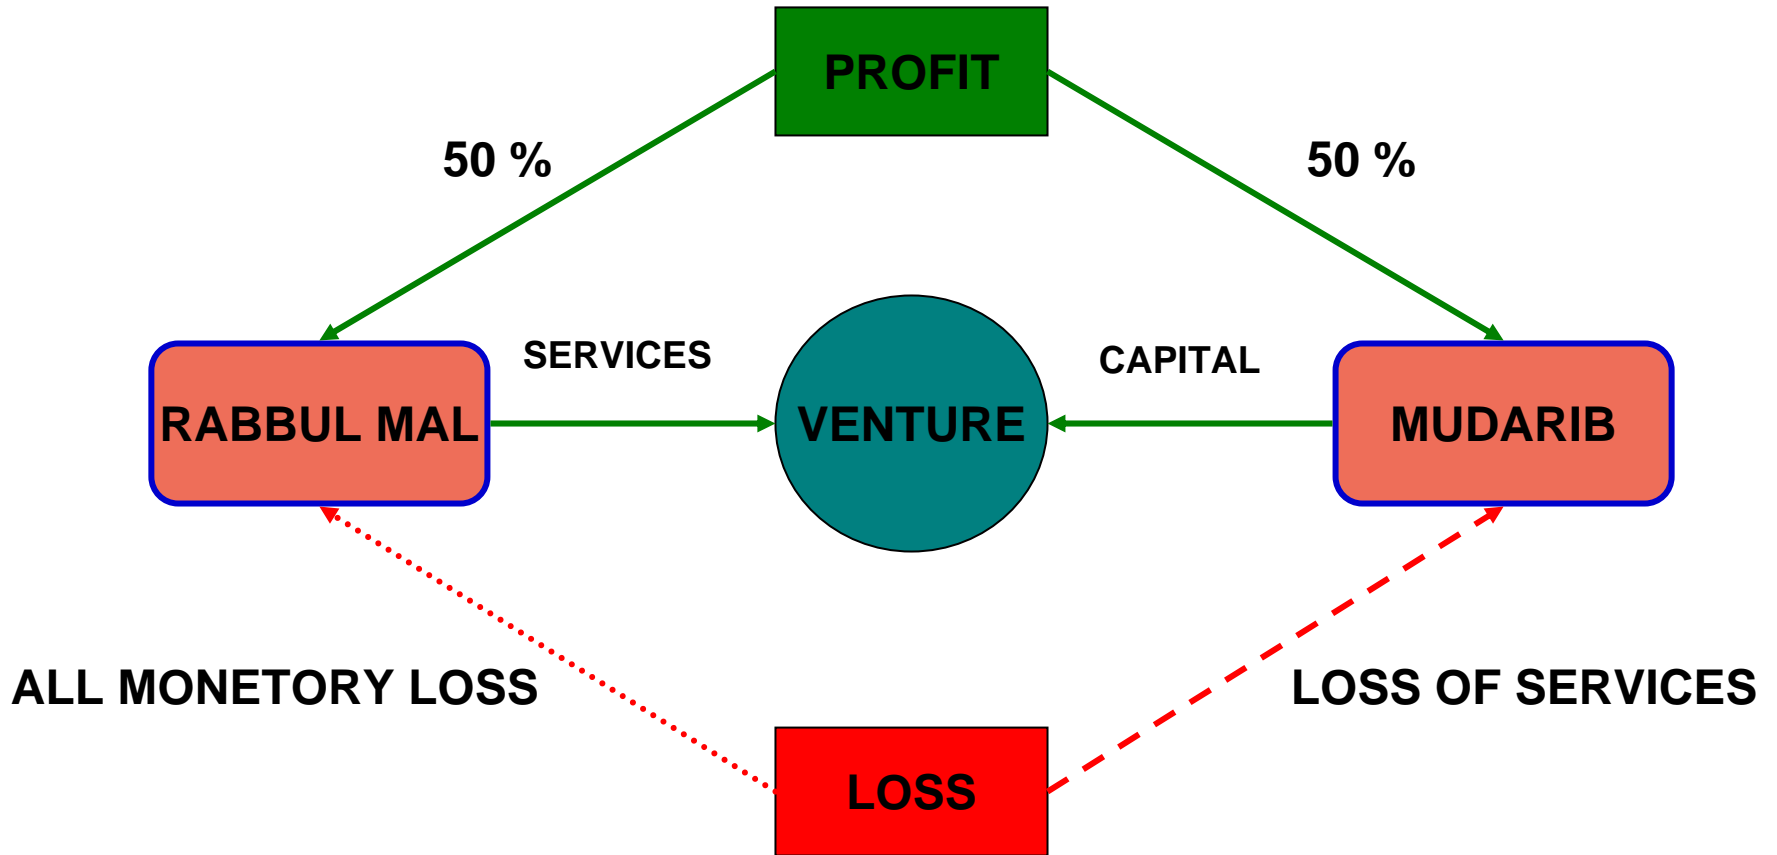 PROFIT
50 %
50 %
SERVICES
CAPITAL
RABBUL MAL
VENTURE
MUDARIB
ALL MONETORY LOSS
LOSS OF SERVICES
LOSS